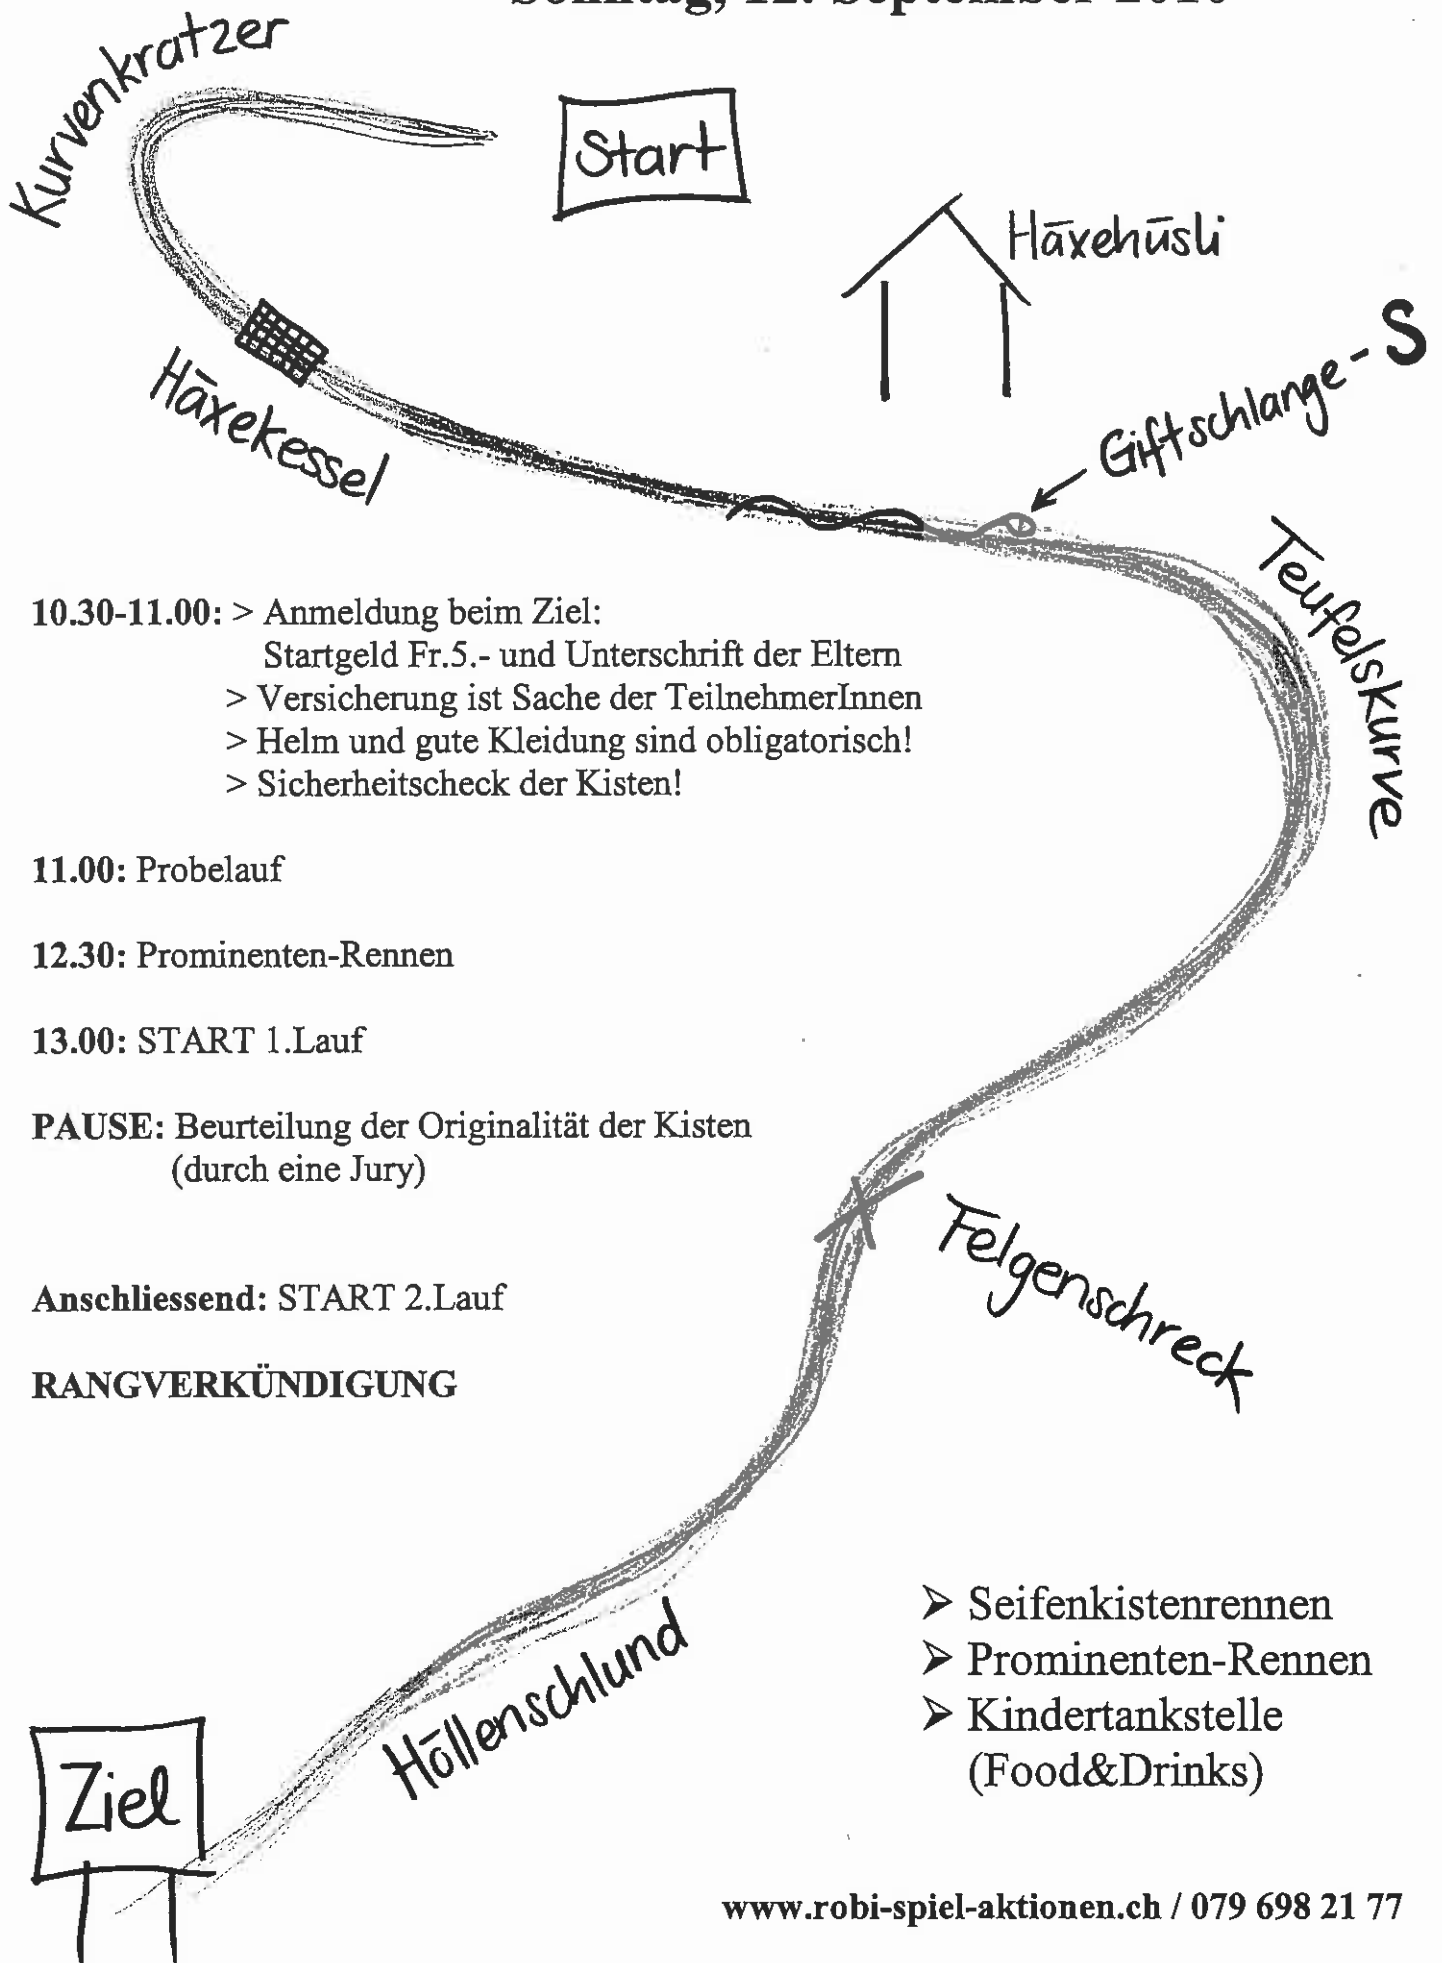 Sonntag, 12. September 2010
Kurvenkratzer
Start
Häxehüsli
Häxekessel
Giftschlange-S
Teufelskurve
10.30-11.00: > Anmeldung beim Ziel:
Startgeld Fr.5.- und Unterschrift der Eltern
> Versicherung ist Sache der TeilnehmerInnen
> Helm und gute Kleidung sind obligatorisch!
> Sicherheitscheck der Kisten!
11.00: Probelauf
12.30: Prominenten-Rennen
13.00: START 1.Lauf
PAUSE: Beurteilung der Originalität der Kisten
(durch eine Jury)
Felgenschreck
Anschliessend: START 2.Lauf
RANGVERKÜNDIGUNG
Höllenschlund
➢ Seifenkistenrennen
➢ Prominenten-Rennen
➢ Kindertankstelle
(Food&Drinks)
Ziel
www.robi-spiel-aktionen.ch / 079 698 21 77